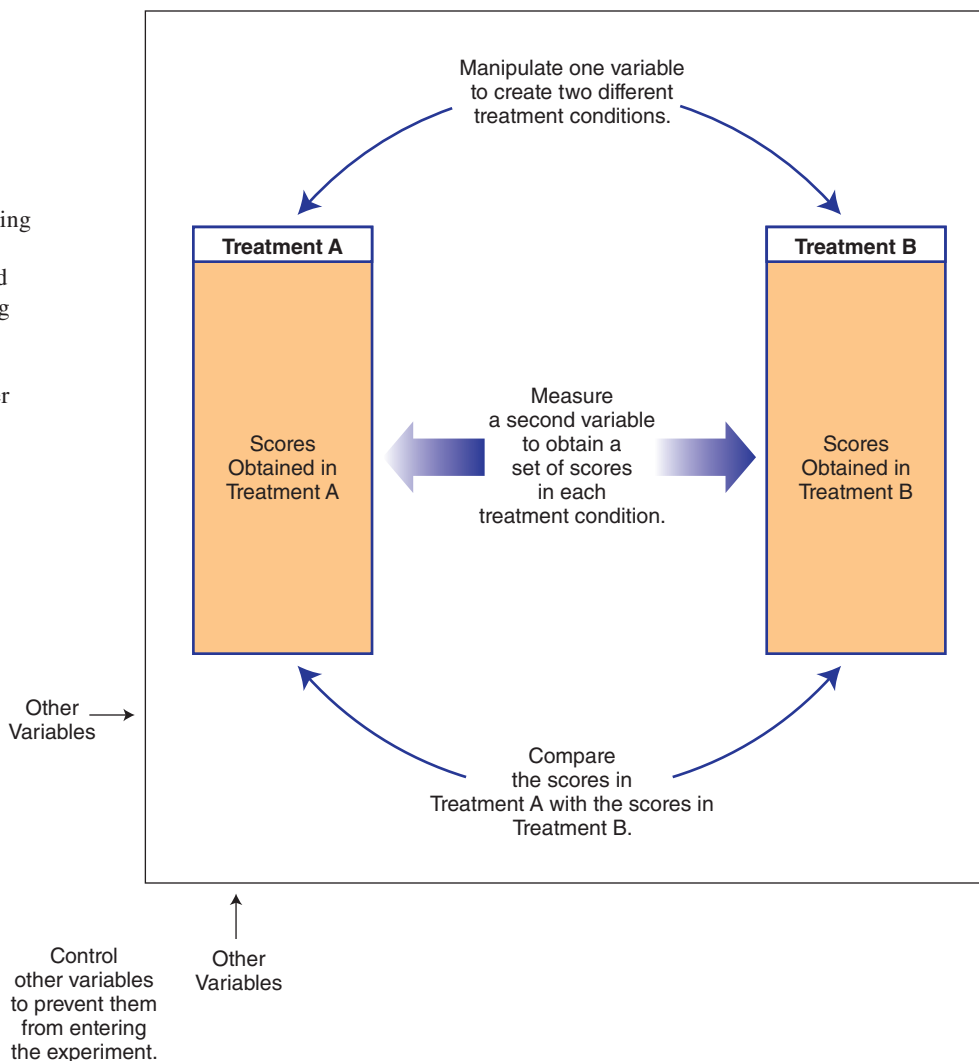 Manipulate one variable
to create two different
treatment conditions.
ing
d
g
er
Treatment A
Treatment B
Scores
Obtained in
Treatment A
Measure
a second variable
to obtain a
set of scores
in each
treatment condition.
Scores
Obtained in
Treatment B
Other
Variables
Compare
the scores in
Treatment A with the scores in
Treatment B.
Control
other variables
to prevent them
from entering
the experiment.
Other
Variables